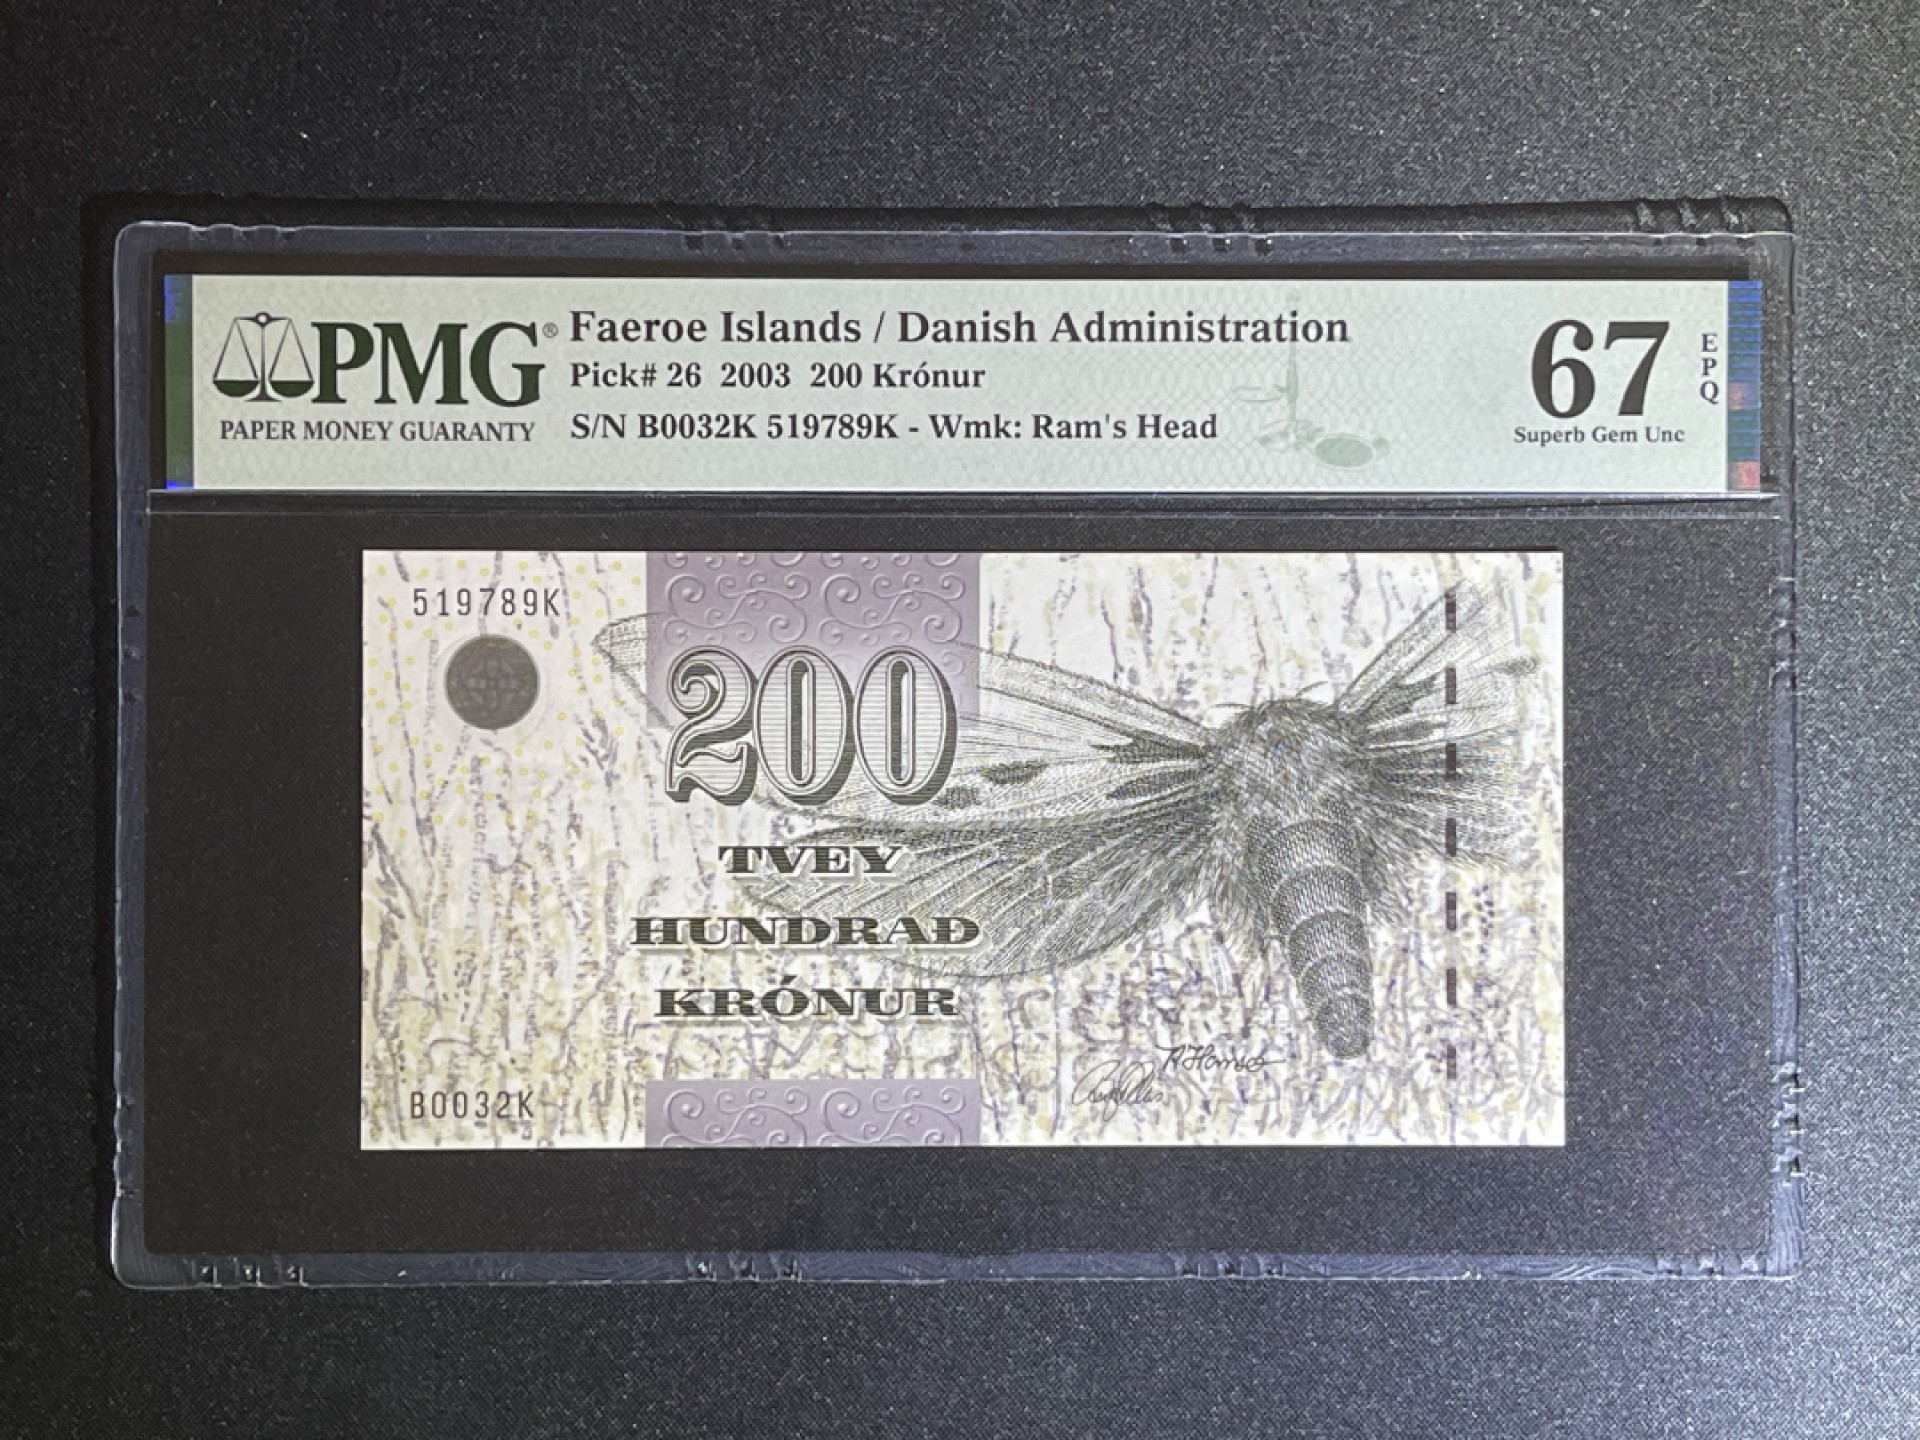 PMG®
PAPER MONEY GUARANTY
Faeroe Islands / Danish Administration
Pick# 26 2003 200 Krónur
S/N B0032K 519789K - Wmk: Ram's Head
67
EPQ
Superb Gem Unc
519789K
200
TVEY
HUNDRAÐ
KRÓNUR
B0032K